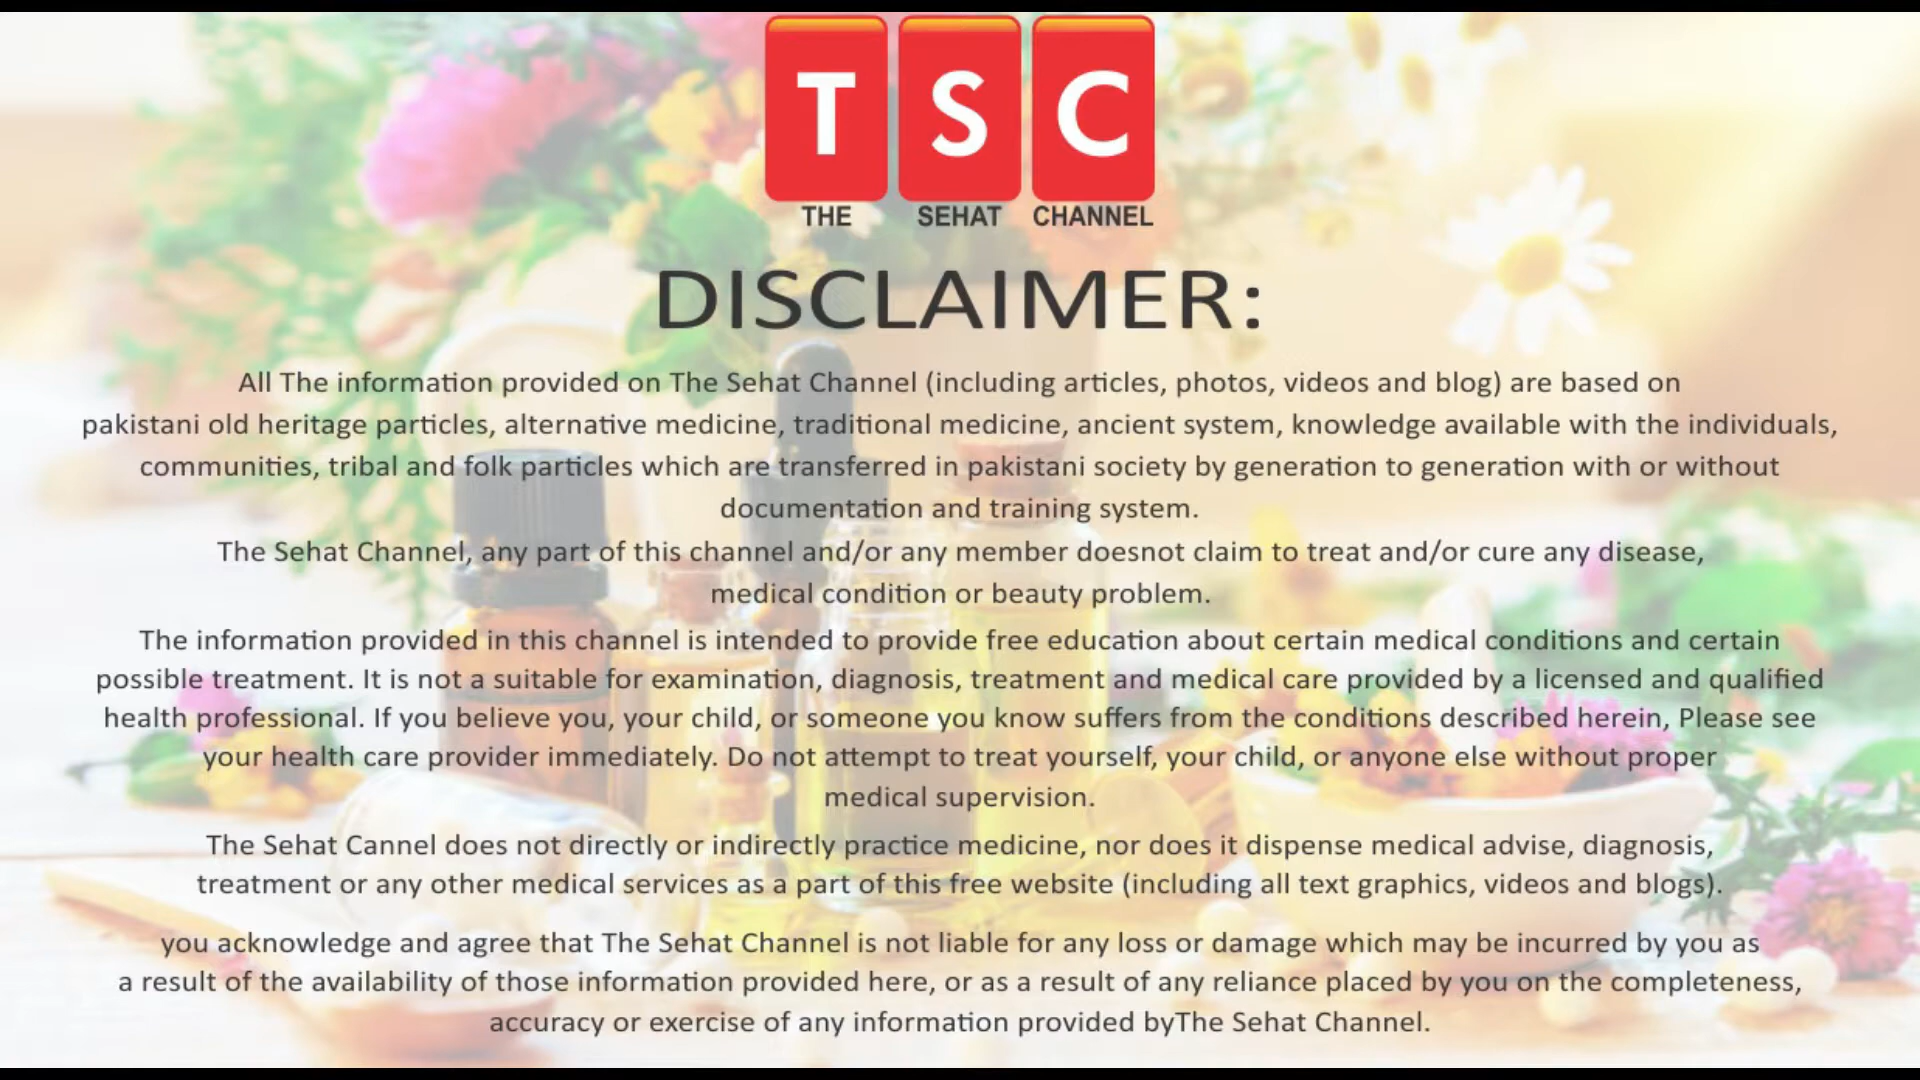 T S C
THE SEHAT CHANNEL
DISCLAIMER:
All The information provided on The Sehat Channel (including articles, photos, videos and blog) are based on
pakistani old heritage particles, alternative medicine, traditional medicine, ancient system, knowledge available with the individuals,
communities, tribal and folk particles which are transferred in pakistani society by generation to generation with or without
documentation and training system.
The Sehat Channel, any part of this channel and/or any member doesnot claim to treat and/or cure any disease,
medical condition or beauty problem.
The information provided in this channel is intended to provide free education about certain medical conditions and certain
possible treatment. It is not a suitable for examination, diagnosis, treatment and medical care provided by a licensed and qualified
health professional. If you believe you, your child, or someone you know suffers from the conditions described herein, Please see
your health care provider immediately. Do not attempt to treat yourself, your child, or anyone else without proper
medical supervision.
The Sehat Cannel does not directly or indirectly practice medicine, nor does it dispense medical advise, diagnosis,
treatment or any other medical services as a part of this free website (including all text graphics, videos and blogs).
you acknowledge and agree that The Sehat Channel is not liable for any loss or damage which may be incurred by you as
a result of the availability of those information provided here, or as a result of any reliance placed by you on the completeness,
accuracy or exercise of any information provided byThe Sehat Channel.